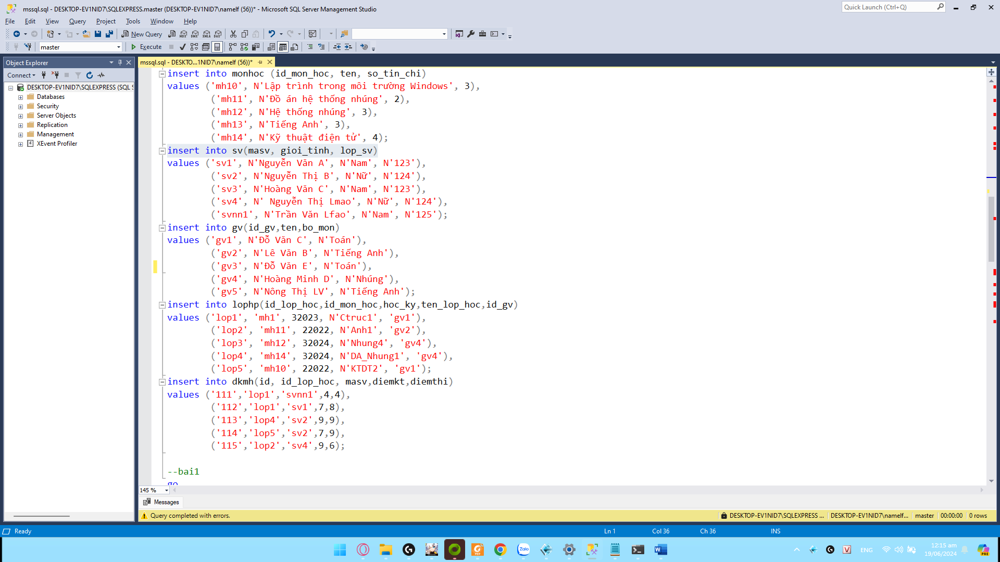 mssql.sql - DESKTOP-EV1NID7\SQLEXPRESS.master (DESKTOP-EV1NID7\namelf (56))* - Microsoft SQL Server Management Studio
Quick Launch (Ctrl+Q)
File Edit View Query Project Tools Window Help
New Query MDX DMX XMLA DAX
master Execute
Object Explorer
mssql.sql - DESKTO...1NID7\namelf (56))*
Connect
DESKTOP-EV1NID7\SQLEXPRESS (SQL S
Databases
Security
Server Objects
Replication
Management
XEvent Profiler
insert into monhoc (id_mon_hoc, ten, so_tin_chi)
values ('mh10', N'Lập trình trong môi trường Windows', 3),
('mh11', N'Đồ án hệ thống nhúng', 2),
('mh12', N'Hệ thống nhúng', 3),
('mh13', N'Tiếng Anh', 3),
('mh14', N'Kỹ thuật điện tử', 4);
insert into sv(masv, gioi_tinh, lop_sv)
values ('sv1', N'Nguyễn Văn A', N'Nam', N'123'),
('sv2', N'Nguyễn Thị B', N'Nữ', N'124'),
('sv3', N'Hoàng Văn C', N'Nam', N'123'),
('sv4', N' Nguyễn Thị Lmao', N'Nữ', N'124'),
('svnn1', N'Trần Văn Lfao', N'Nam', N'125');
insert into gv(id_gv,ten,bo_mon)
values ('gv1', N'Đỗ Văn C', N'Toán'),
('gv2', N'Lê Văn B', N'Tiếng Anh'),
('gv3', N'Đỗ Văn E', N'Toán'),
('gv4', N'Hoàng Minh D', N'Nhúng'),
('gv5', N'Nông Thị LV', N'Tiếng Anh');
insert into lophp(id_lop_hoc,id_mon_hoc,hoc_ky,ten_lop_hoc,id_gv)
values ('lop1', 'mh1', 32023, N'Ctruc1', 'gv1'),
('lop2', 'mh11', 22022, N'Anh1', 'gv2'),
('lop3', 'mh12', 32024, N'Nhung4', 'gv4'),
('lop4', 'mh14', 32024, N'DA_Nhung1', 'gv4'),
('lop5', 'mh10', 22022, N'KTDT2', 'gv1');
insert into dkmh(id, id_lop_hoc, masv,diemkt,diemthi)
values ('111','lop1','svnn1',4,4),
('112','lop1','sv1',7,8),
('113','lop4','sv2',9,9),
('114','lop5','sv2',7,9),
('115','lop2','sv4',9,6);
--bai1
go
145 %
Messages
Query completed with errors.
DESKTOP-EV1NID7\SQLEXPRESS ... DESKTOP-EV1NID7\namelf... master 00:00:00 0 rows
Ready
Ln 1 Col 36 Ch 36 INS
Zalo
ENG
12:15 am
19/06/2024
PRE